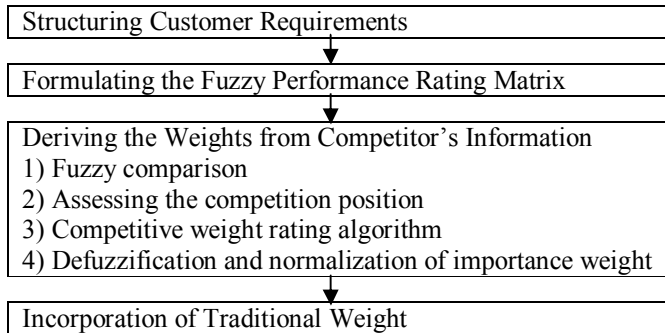 Structuring Customer Requirements
Formulating the Fuzzy Performance Rating Matrix
Deriving the Weights from Competitor's Information
1) Fuzzy comparison
2) Assessing the competition position
3) Competitive weight rating algorithm
4) Defuzzification and normalization of importance weight
Incorporation of Traditional Weight